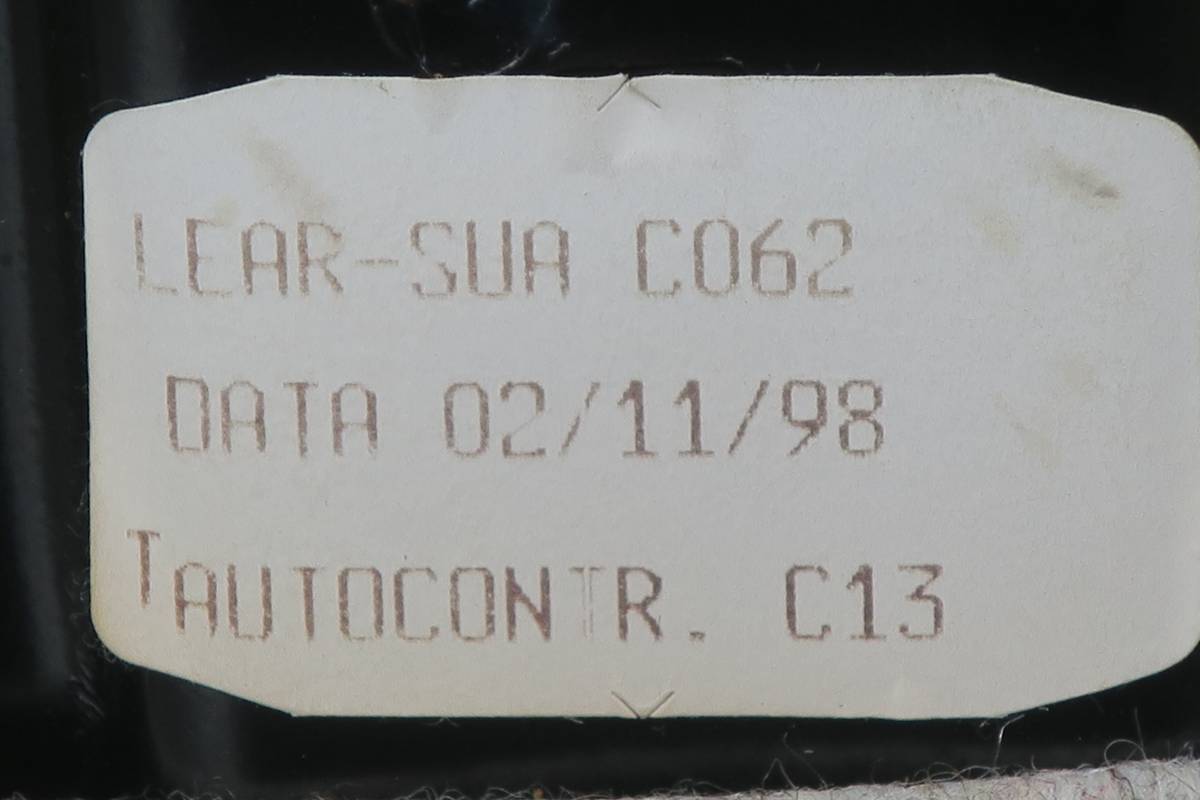 LEAR-SUA C062
DATA 02/11/98
TAUTOCONTR. C13